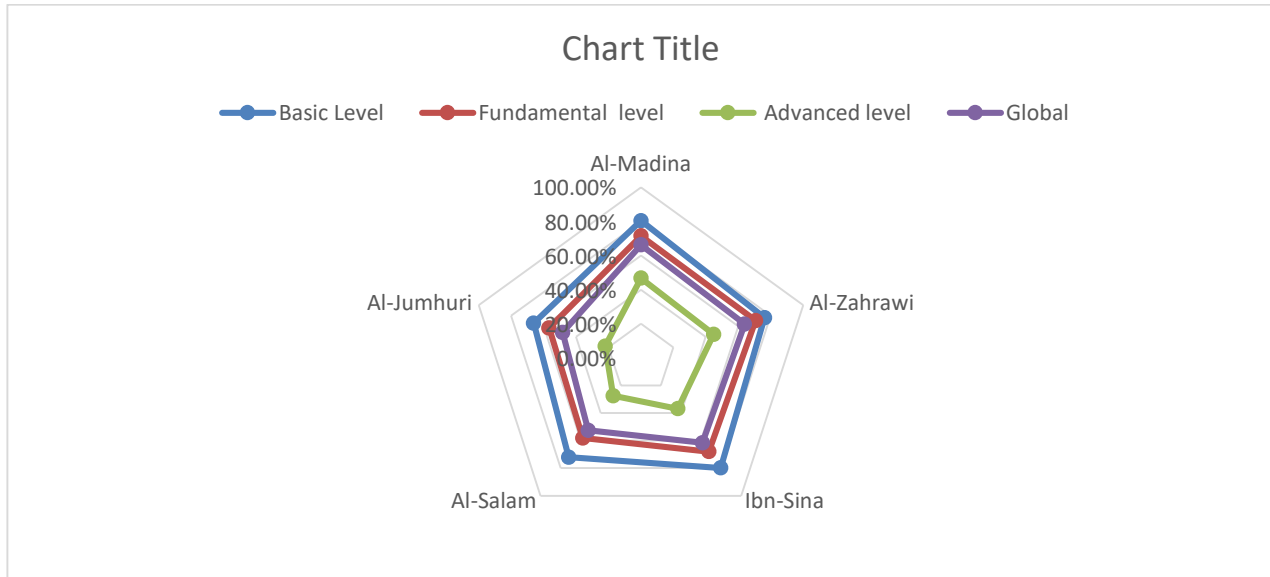 Chart Title
Basic Level Fundamental level Advanced level Global
Al-Madina
100.00%
80.00%
60.00%
40.00%
20.00%
0.00%
Al-Zahrawi
Ibn-Sina
Al-Salam
Al-Jumhuri